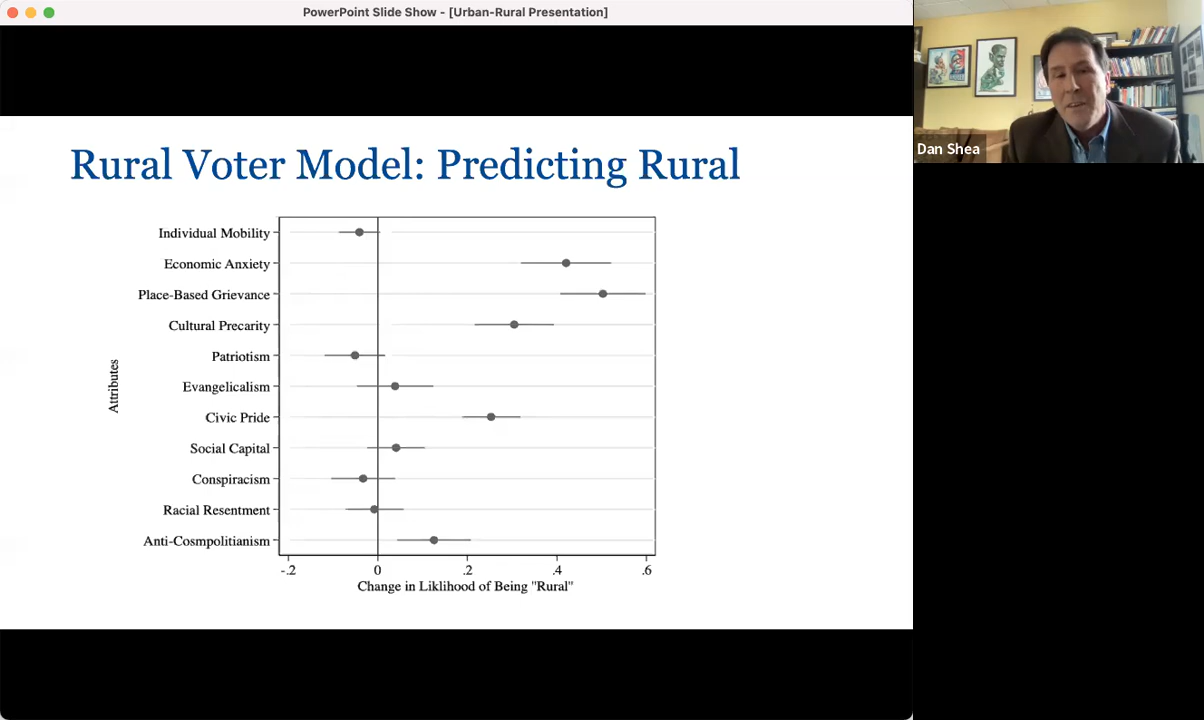 PowerPoint Slide Show - [Urban-Rural Presentation]
Dan Shea
Rural Voter Model: Predicting Rural
Attributes
Individual Mobility
Economic Anxiety
Place-Based Grievance
Cultural Precarity
Patriotism
Evangelicalism
Civic Pride
Social Capital
Conspiracism
Racial Resentment
Anti-Cosmpolitianism
-.2 0 .2 .4 .6
Change in Liklihood of Being "Rural"